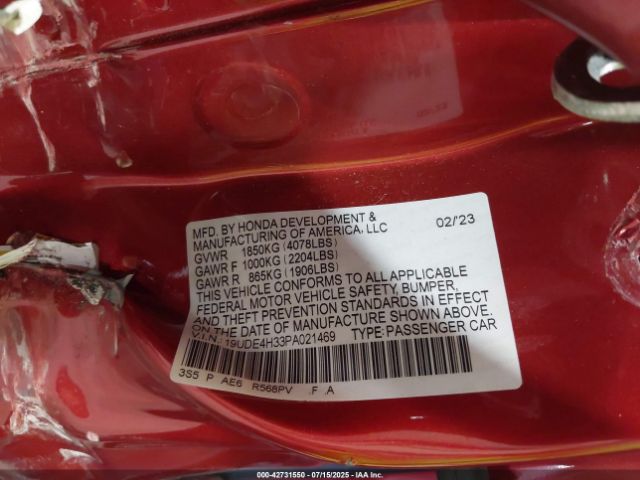 MFD. BY HONDA DEVELOPMENT & 02/'23
MANUFACTURING OF AMERICA, LLC
GVWR 1850KG (4078LBS)
GAWR F 1000KG (2204LBS)
GAWR R 865KG (1906LBS)
THIS VEHICLE CONFORMS TO ALL APPLICABLE
FEDERAL MOTOR VEHICLE SAFETY, BUMPER,
AND THEFT PREVENTION STANDARDS IN EFFECT
ON THE DATE OF MANUFACTURE SHOWN ABOVE.
V.I.N.: 19UDE4H33PA021469 TYPE:PASSENGER CAR
3S5 P AE6 R568PV .F .A
000-42731550 - 07/15/2025 - IAA Inc.